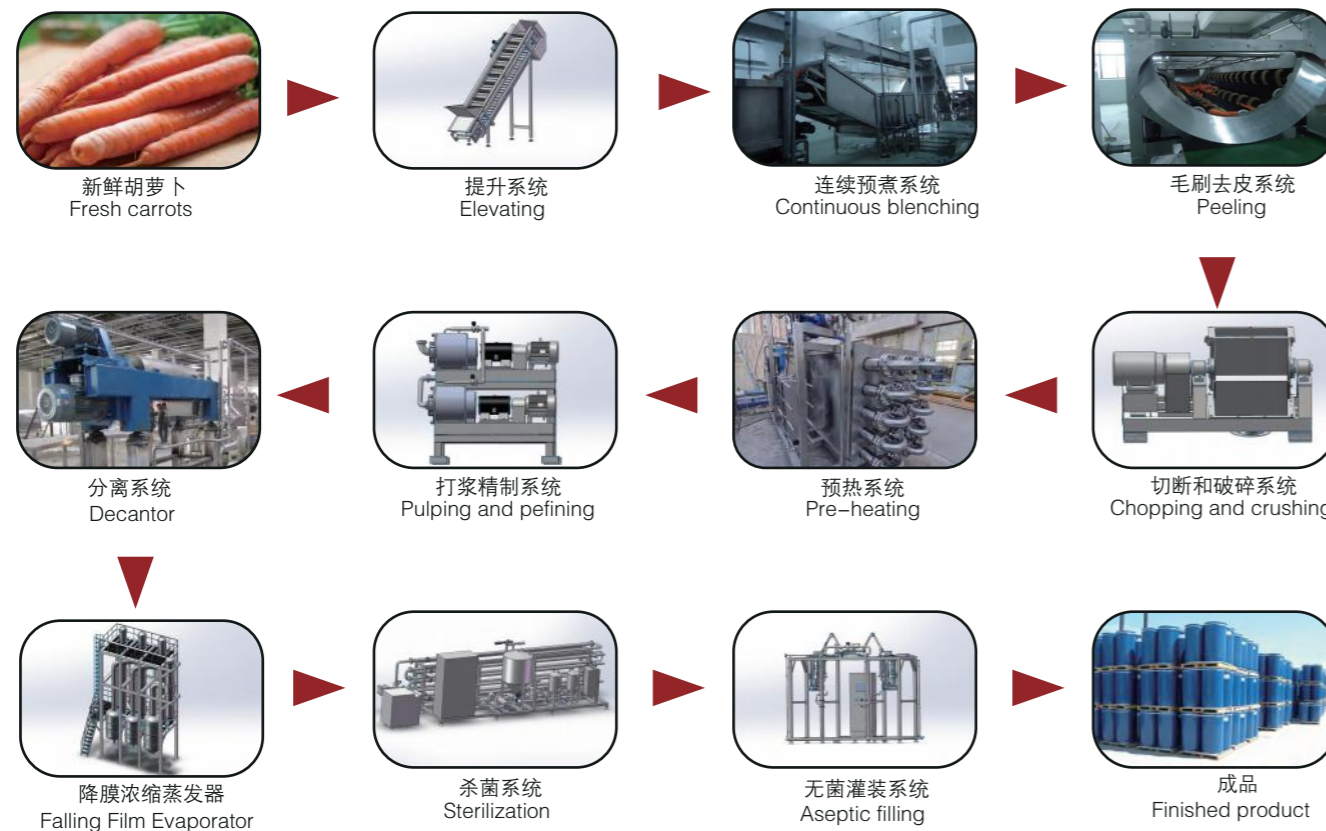 新鲜胡萝卜
Fresh carrots
提升系统
Elevating
连续预煮系统
Continuous blenching
毛刷去皮系统
Peeling
分离系统
Decantor
打浆精制系统
Pulping and pefining
预热系统
Pre-heating
切断和破碎系统
Chopping and crushing
降膜浓缩蒸发器
Falling Film Evaporator
杀菌系统
Sterilization
无菌灌装系统
Aseptic filling
成品
Finished product